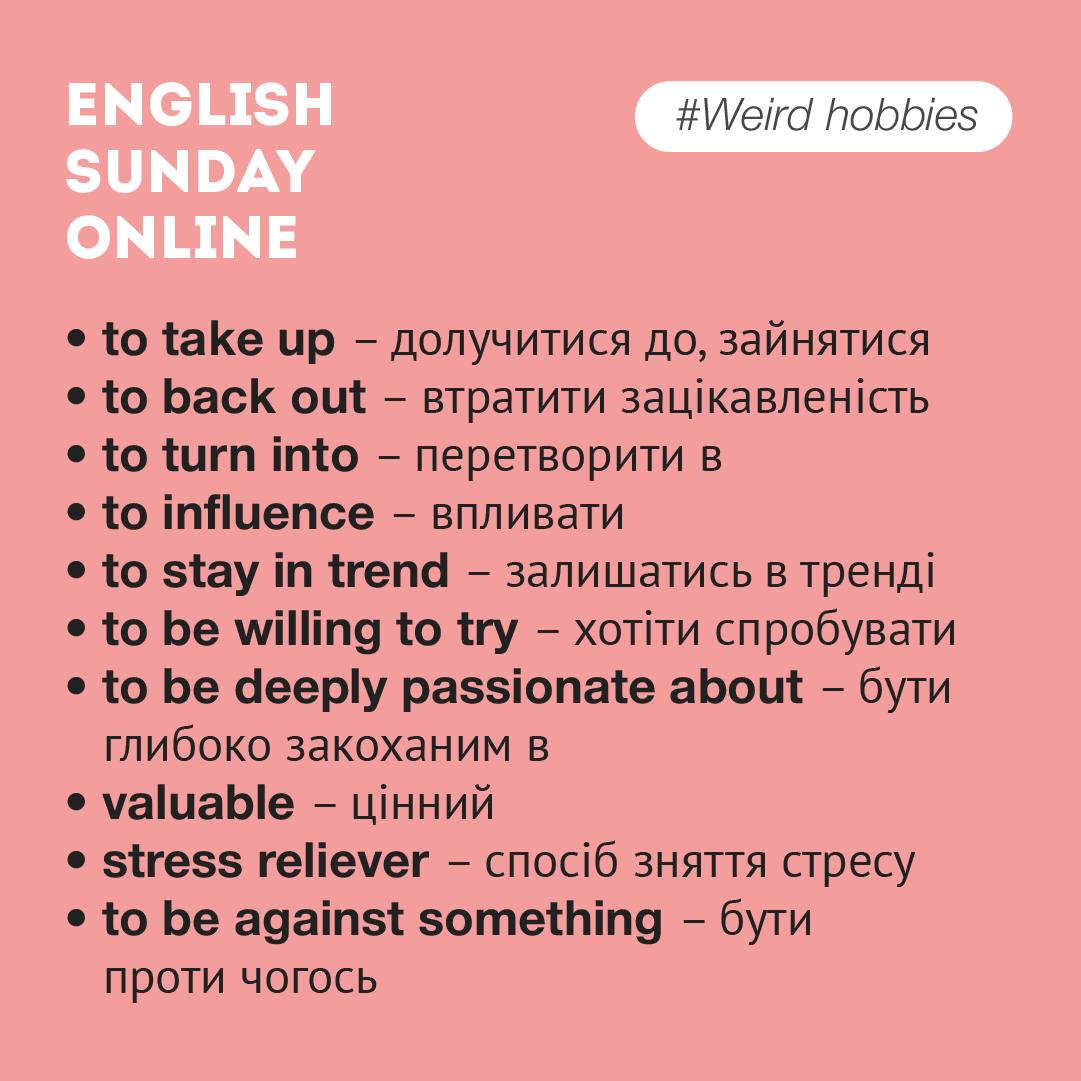 ENGLISH
SUNDAY
ONLINE
#Weird hobbies
• to take up – долучитися до, зайнятися
• to back out – втратити зацікавленість
• to turn into – перетворити в
• to influence – впливати
• to stay in trend – залишатись в тренді
• to be willing to try – хотіти спробувати
• to be deeply passionate about – бути
глибоко закоханим в
• valuable – цінний
• stress reliever – спосіб зняття стресу
• to be against something – бути
проти чогось